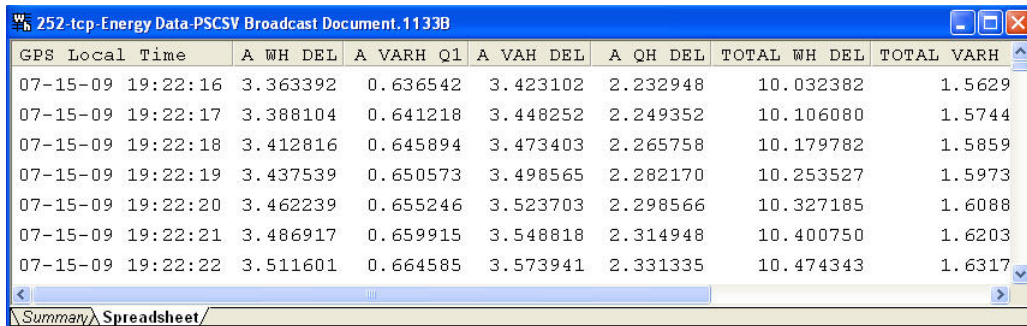 Wh 252-tcp-Energy Data-PSCSV Broadcast Document.1133B
GPS Local Time A WH DEL A VARH Q1 A VAH DEL A QH DEL TOTAL WH DEL TOTAL VARH
07-15-09 19:22:16 3.363392 0.636542 3.423102 2.232948 10.032382 1.5629
07-15-09 19:22:17 3.388104 0.641218 3.448252 2.249352 10.106080 1.5744
07-15-09 19:22:18 3.412816 0.645894 3.473403 2.265758 10.179782 1.5859
07-15-09 19:22:19 3.437539 0.650573 3.498565 2.282170 10.253527 1.5973
07-15-09 19:22:20 3.462239 0.655246 3.523703 2.298566 10.327185 1.6088
07-15-09 19:22:21 3.486917 0.659915 3.548818 2.314948 10.400750 1.6203
07-15-09 19:22:22 3.511601 0.664585 3.573941 2.331335 10.474343 1.6317
Summary Spreadsheet